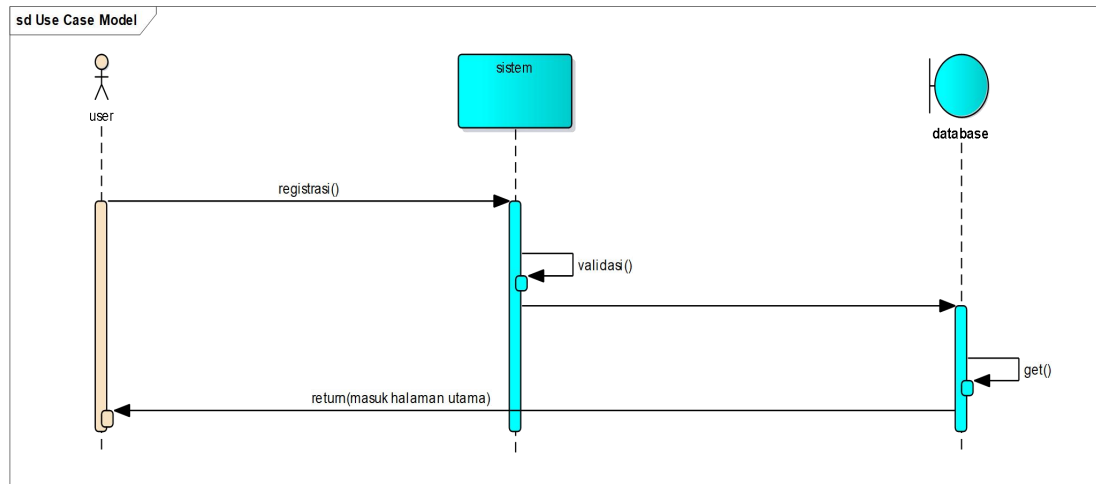 sd Use Case Model
user
sistem
database
registrasi()
validasi()
get()
return(masuk halaman utama)